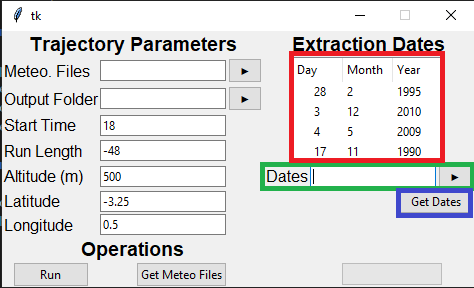 tk
Trajectory Parameters
Meteo. Files
Output Folder
Start Time 18
Run Length -48
Altitude (m) 500
Latitude -3.25
Longitude 0.5
Operations
Run Get Meteo Files
Extraction Dates
Day Month Year
28 2 1995
3 12 2010
4 5 2009
17 11 1990
Dates
Get Dates